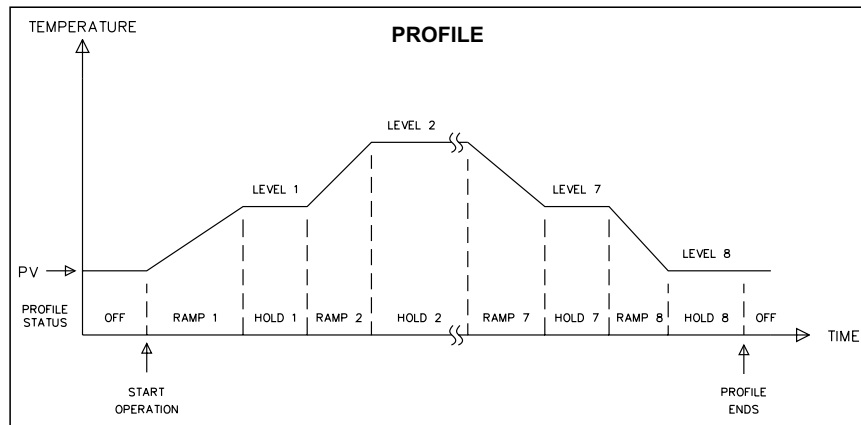 TEMPERATURE
PROFILE
LEVEL 2
LEVEL 1
LEVEL 7
LEVEL 8
PV
PROFILE
STATUS
OFF
RAMP 1
HOLD 1
RAMP 2
HOLD 2
RAMP 7
HOLD 7
RAMP 8
HOLD 8
OFF
TIME
START
OPERATION
PROFILE
ENDS